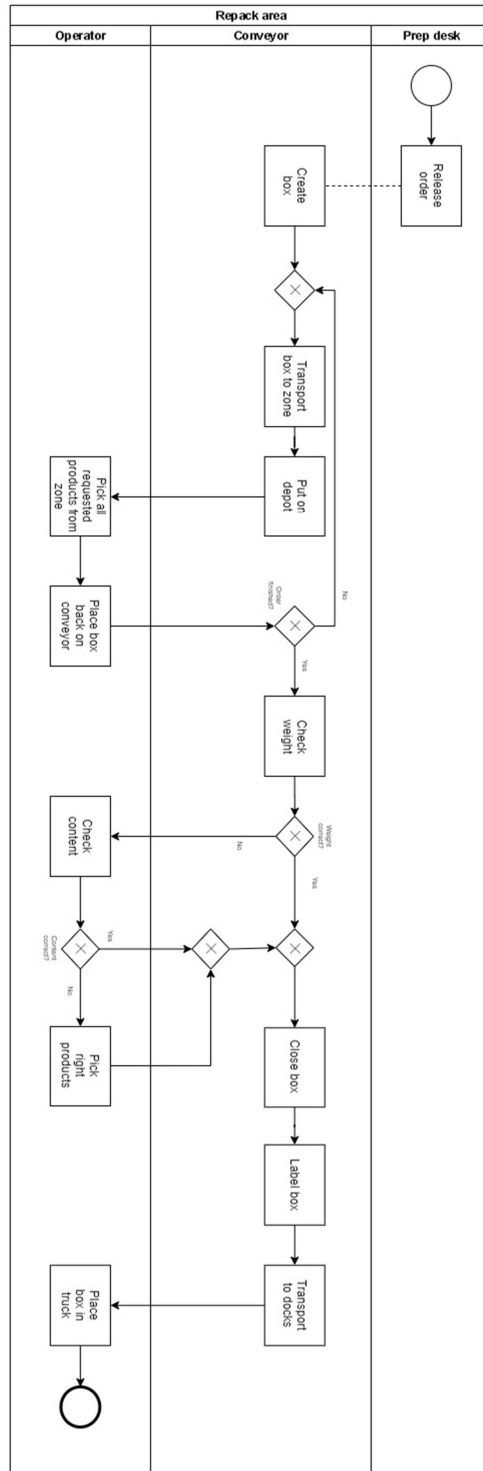 Repack area
Operator
Conveyor
Prep desk
Release
order
Create
box
Transport
box to zone
Put on
depot
Pick all
requested
products from
zone
Place box
back on
conveyor
Order
finished?
No
Yes
Check
weight
Weight
correct?
No
Yes
Check
content
Content
correct?
Yes
No
Pick
right
products
Close box
Label box
Transport
to docks
Place
box in
truck